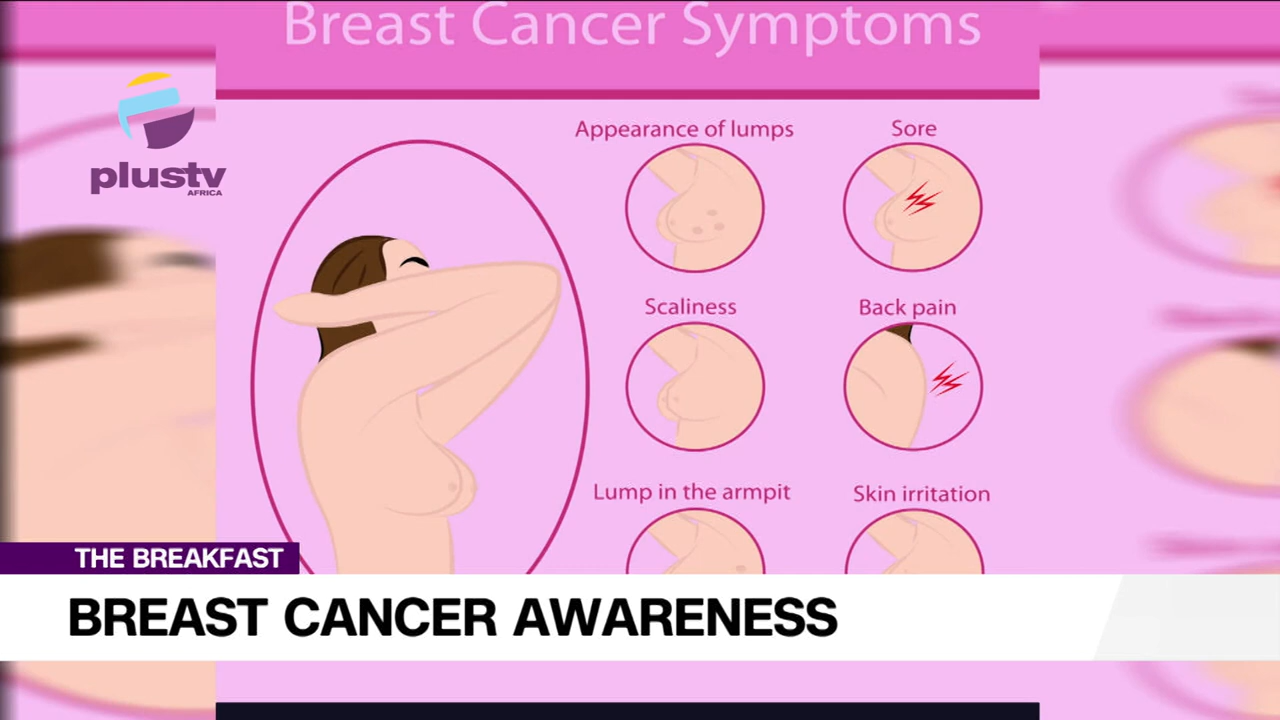 Breast Cancer Symptoms
plustv
AFRICA
Appearance of lumps
Sore
Scaliness
Back pain
Lump in the armpit
Skin irritation
THE BREAKFAST
BREAST CANCER AWARENESS